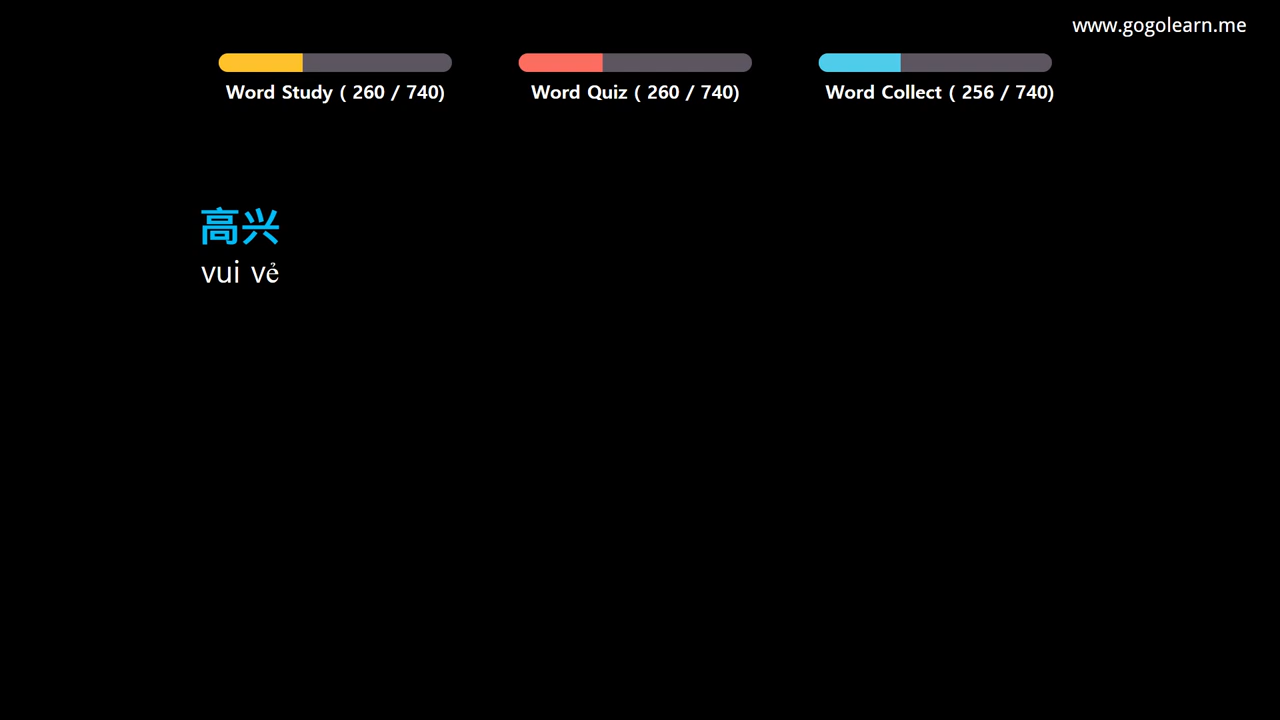 www.gogolearn.me
Word Study ( 260 / 740)
Word Quiz ( 260 / 740)
Word Collect ( 256 / 740)
高兴
vui vẻ